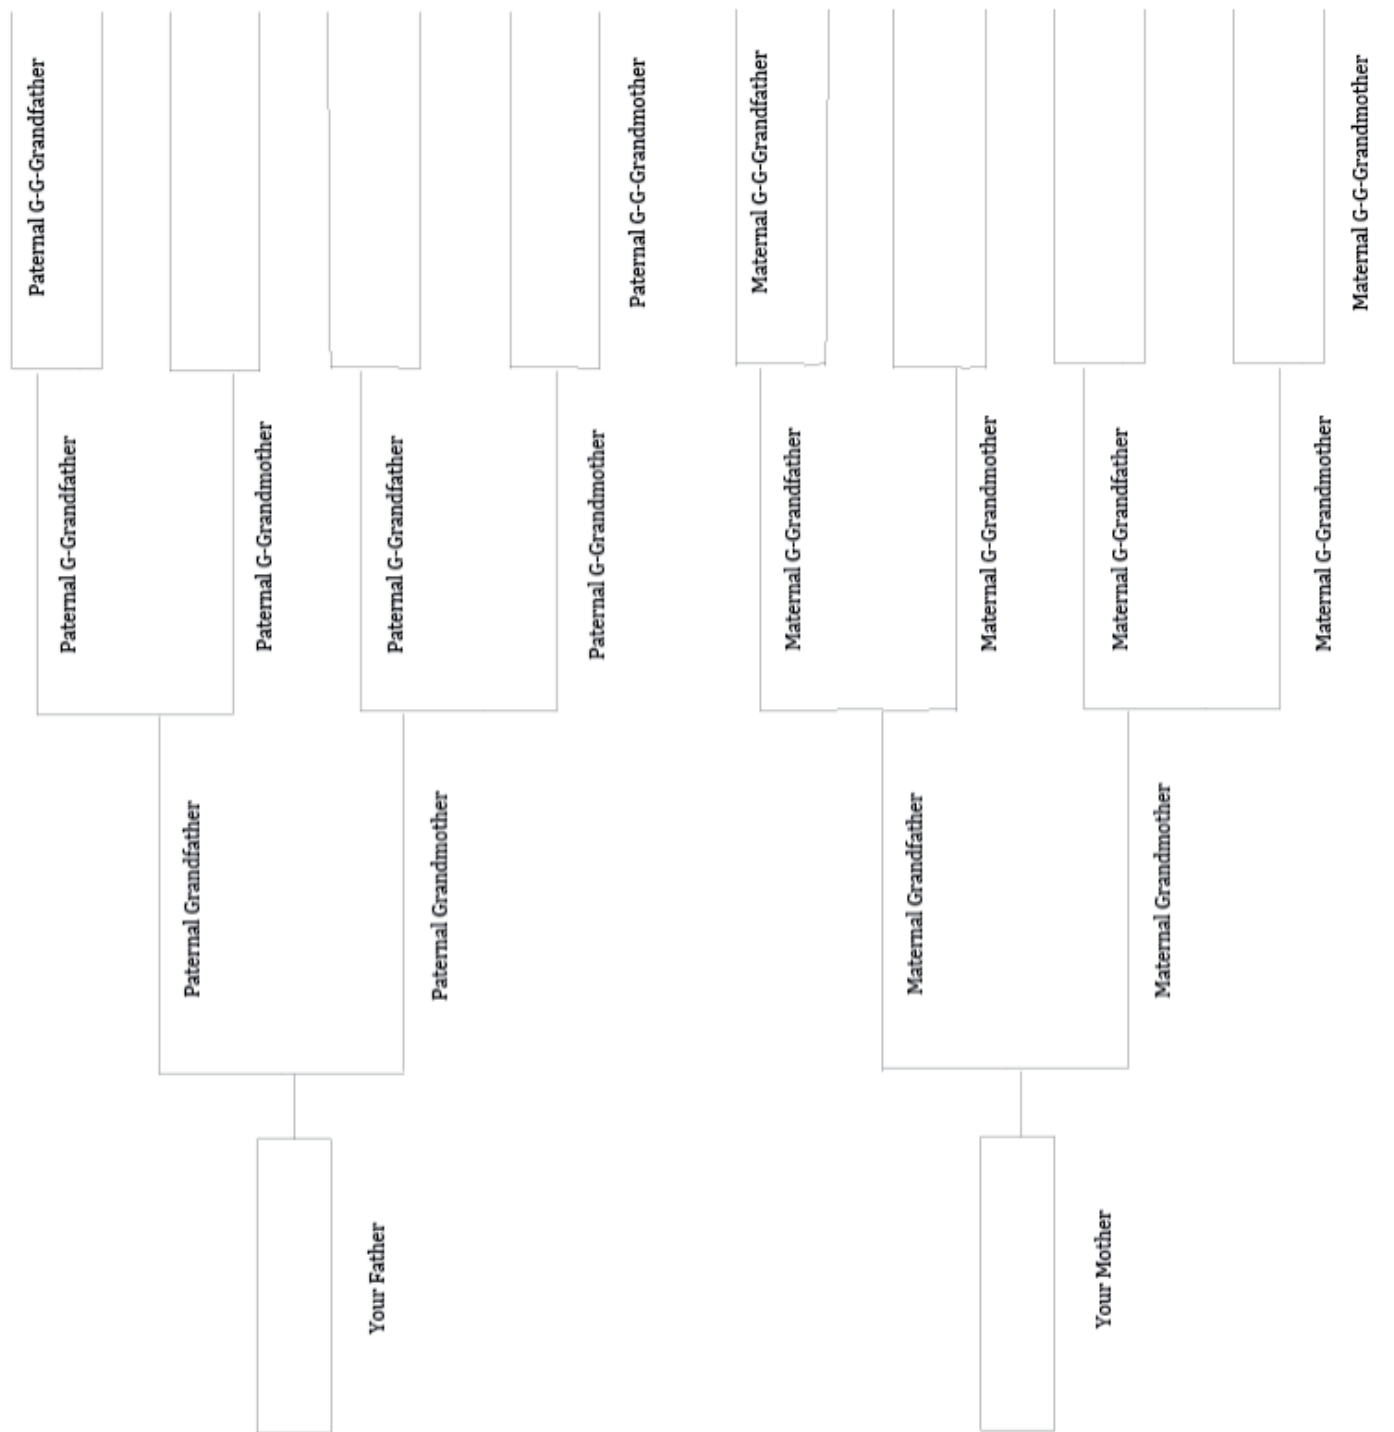 Paternal G-G-Grandfather
Paternal G-G-Grandmother
Maternal G-G-Grandfather
Maternal G-G-Grandmother
Paternal G-Grandfather
Paternal G-Grandmother
Paternal G-Grandfather
Paternal G-Grandmother
Maternal G-Grandfather
Maternal G-Grandmother
Maternal G-Grandfather
Maternal G-Grandmother
Paternal Grandfather
Paternal Grandmother
Maternal Grandfather
Maternal Grandmother
Your Father
Your Mother